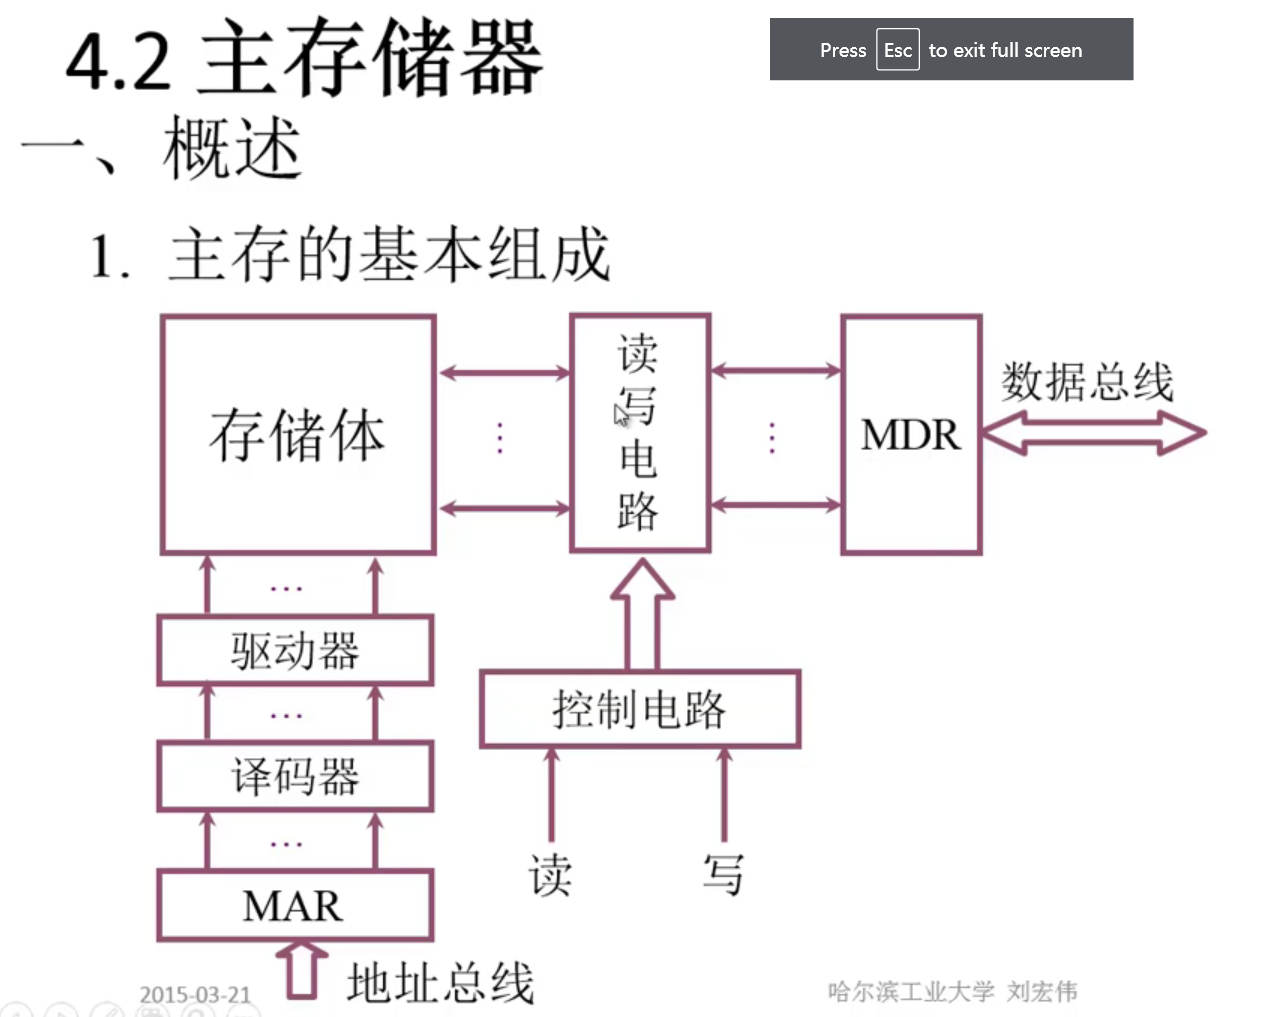 4.2 主存储器
Press Esc to exit full screen
一、概述
1. 主存的基本组成
存储体
读写电路
MDR
数据总线
驱动器
控制电路
译码器
读
写
MAR
地址总线
2015-03-21
哈尔滨工业大学 刘宏伟